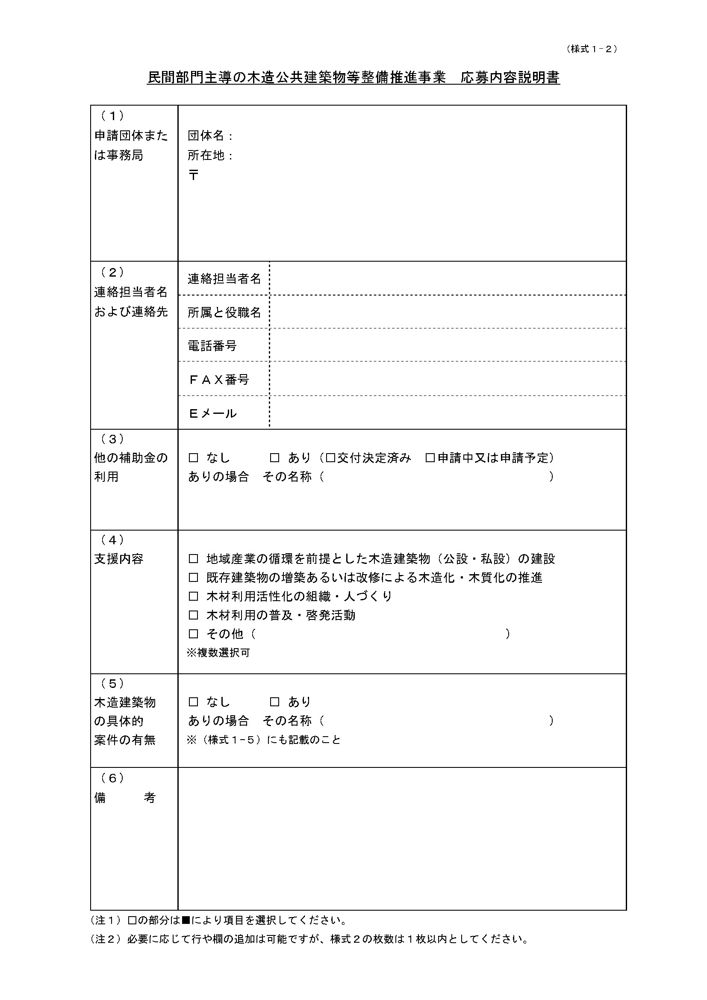 （様式１−２）
民間部門主導の木造公共建築物等整備推進事業　応募内容説明書
（１）
申請団体また
は事務局
団体名：
所在地：
〒
（２）
連絡担当者名
および連絡先
連絡担当者名
所属と役職名
電話番号
ＦＡＸ番号
Ｅメール
（３）
他の補助金の
利用
□ なし　　　□ あり（□交付決定済み　□申請中又は申請予定）
ありの場合　その名称（　　　　　　　　　　　　　　　　　　）
（４）
支援内容
□ 地域産業の循環を前提とした木造建築物（公設・私設）の建設
□ 既存建築物の増築あるいは改修による木造化・木質化の推進
□ 木材利用活性化の組織・人づくり
□ 木材利用の普及・啓発活動
□ その他（　　　　　　　　　　　　　　　　　　　　）
※複数選択可
（５）
木造建築物
の具体的
案件の有無
□ なし　　　□ あり
ありの場合　その名称（　　　　　　　　　　　　　　　　　　）
※（様式１−５）にも記載のこと
（６）
備　　　考
（注１）□の部分は■により項目を選択してください。
（注２）必要に応じて行や欄の追加は可能ですが、様式２の枚数は１枚以内としてください。